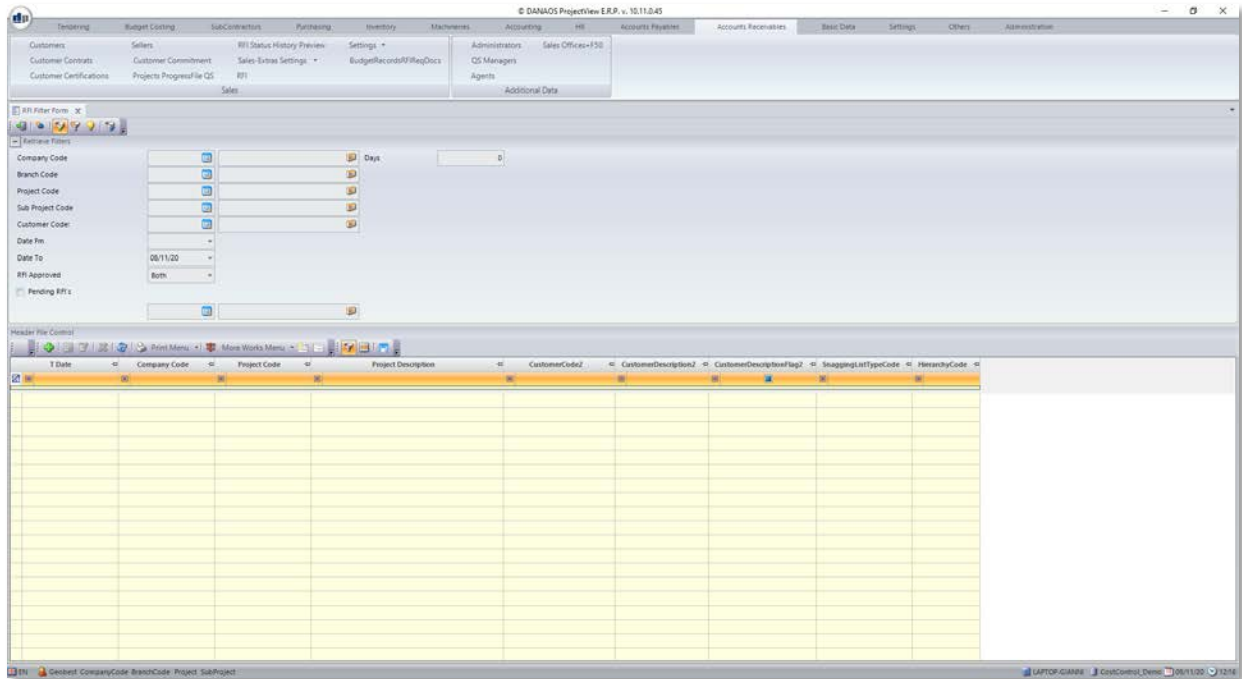 © DANAOS ProjectView E.R.P. v. 10.11.0.45
Tendering Budget Costing SubContractors Purchasing Inventory Machineries Accounting HR Accounts Payables Accounts Receivables Basic Data Settings Others Administration
Customers Sellers RFI Status History Preview Settings Administrators Sales Offices=F50
Customer Contrats Customer Commitment Sales-Extras Settings BudgetRecordsRFIReqDocs QS Managers
Customer Certifications Projects ProgressFile QS RFI Agents
Sales Additional Data
RFI Filter Form
Retrieve Filters
Company Code Days 0
Branch Code
Project Code
Sub Project Code
Customer Code:
Date Fm
Date To 08/11/20
RFI Approved Both
Pending RFI's
Header File Control
Print Menu More Works Menu
T Date Company Code Project Code Project Description CustomerCode2 CustomerDescription2 CustomerDescriptionFlag2 SnaggingListTypeCode HierarchyCode
EN Geobest CompanyCode BranchCode Project SubProject LAPTOP-GIANNI CostControl_Demo 08/11/20 12:16